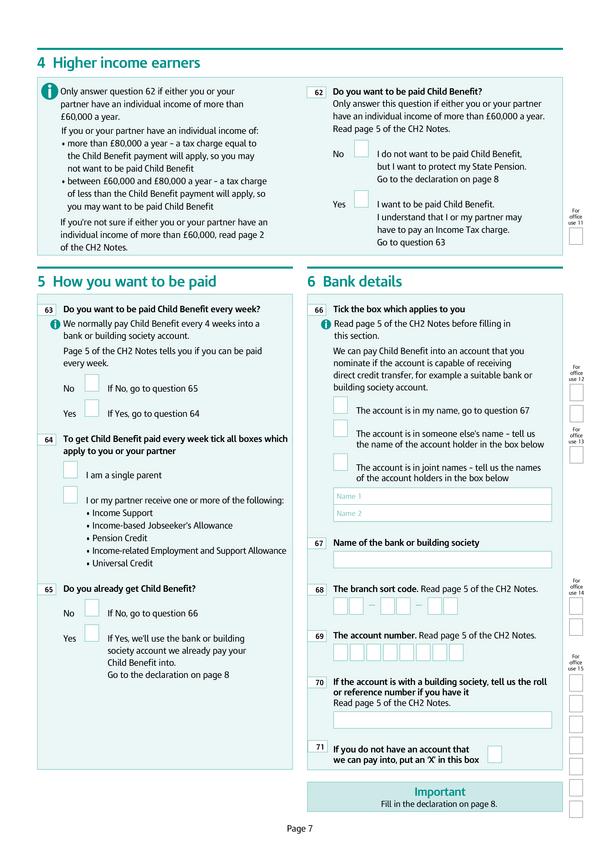 4 Higher income earners
Only answer question 62 if either you or your
partner have an individual income of more than
£60,000 a year.
If you or your partner have an individual income of:
• more than £80,000 a year – a tax charge equal to
the Child Benefit payment will apply, so you may
not want to be paid Child Benefit
• between £60,000 and £80,000 a year – a tax charge
of less than the Child Benefit payment will apply, so
you may want to be paid Child Benefit
If you're not sure if either you or your partner have an
individual income of more than £60,000, read page 2
of the CH2 Notes.
62 Do you want to be paid Child Benefit?
Only answer this question if either you or your partner
have an individual income of more than £60,000 a year.
Read page 5 of the CH2 Notes.
No I do not want to be paid Child Benefit,
but I want to protect my State Pension.
Go to the declaration on page 8
Yes I want to be paid Child Benefit.
I understand that I or my partner may
have to pay an Income Tax charge.
Go to question 63
For
office
use 11
5 How you want to be paid
63 Do you want to be paid Child Benefit every week?
We normally pay Child Benefit every 4 weeks into a
bank or building society account.
Page 5 of the CH2 Notes tells you if you can be paid
every week.
No If No, go to question 65
Yes If Yes, go to question 64
64 To get Child Benefit paid every week tick all boxes which
apply to you or your partner
I am a single parent
I or my partner receive one or more of the following:
• Income Support
• Income-based Jobseeker's Allowance
• Pension Credit
• Income-related Employment and Support Allowance
• Universal Credit
65 Do you already get Child Benefit?
No If No, go to question 66
Yes If Yes, we'll use the bank or building
society account we already pay your
Child Benefit into.
Go to the declaration on page 8
6 Bank details
66 Tick the box which applies to you
Read page 5 of the CH2 Notes before filling in
this section.
We can pay Child Benefit into an account that you
nominate if the account is capable of receiving
direct credit transfer, for example a suitable bank or
building society account.
The account is in my name, go to question 67
The account is in someone else's name – tell us
the name of the account holder in the box below
The account is in joint names – tell us the names
of the account holders in the box below
Name 1
Name 2
For
office
use 12
For
office
use 13
67 Name of the bank or building society
68 The branch sort code. Read page 5 of the CH2 Notes.
For
office
use 14
69 The account number. Read page 5 of the CH2 Notes.
For
office
use 15
70 If the account is with a building society, tell us the roll
or reference number if you have it
Read page 5 of the CH2 Notes.
71 If you do not have an account that
we can pay into, put an 'X' in this box
Important
Fill in the declaration on page 8.
Page 7